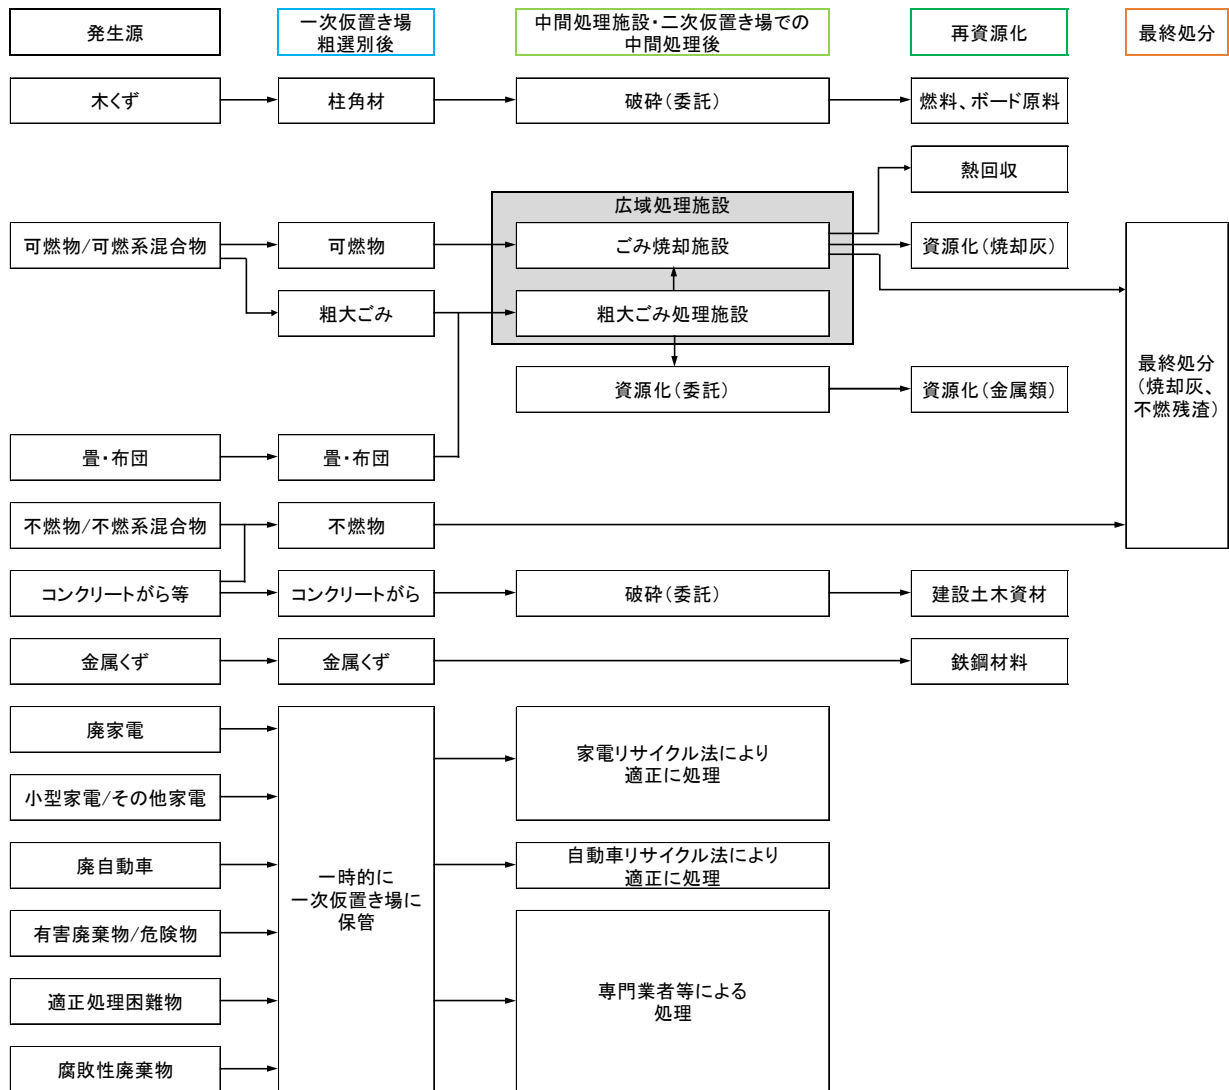 発生源
一次仮置き場
粗選別後
中間処理施設・二次仮置き場での
中間処理後
再資源化
最終処分
木くず
柱角材
破砕（委託）
燃料、ボード原料
熱回収
広域処理施設
可燃物/可燃系混合物
可燃物
ごみ焼却施設
資源化（焼却灰）
粗大ごみ
粗大ごみ処理施設
資源化（委託）
資源化（金属類）
最終処分
（焼却灰、
不燃残渣）
畳・布団
畳・布団
不燃物/不燃系混合物
不燃物
コンクリートがら等
コンクリートがら
破砕（委託）
建設土木資材
金属くず
金属くず
鉄鋼材料
廃家電
小型家電/その他家電
廃自動車
有害廃棄物/危険物
適正処理困難物
腐敗性廃棄物
一時的に
一次仮置き場に
保管
家電リサイクル法により
適正に処理
自動車リサイクル法により
適正に処理
専門業者等による
処理